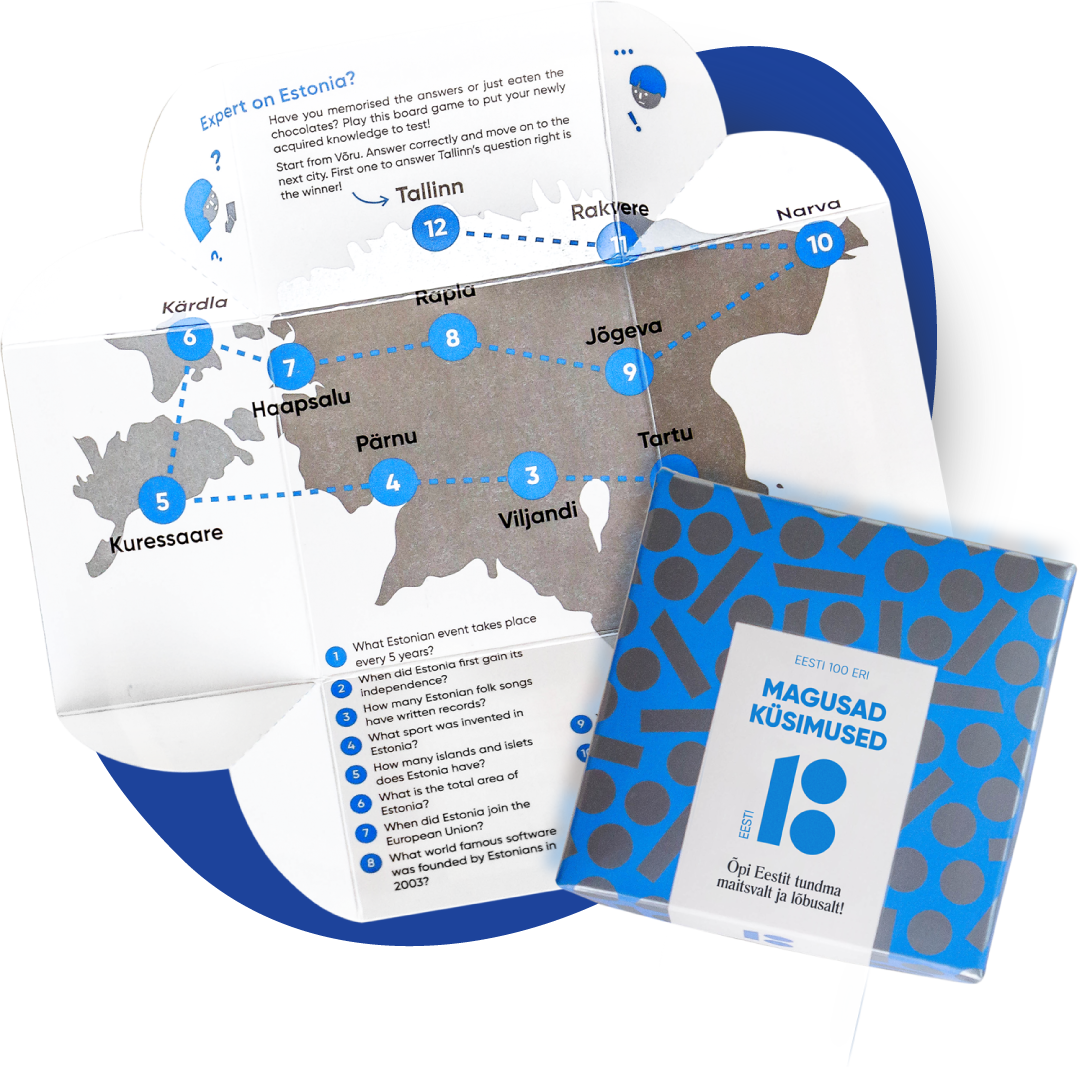 Expert on Estonia?
Have you memorised the answers or just eaten the
chocolates? Play this board game to put your newly
acquired knowledge to test!
Start from Võru. Answer correctly and move on to the
next city. First one to answer Tallinn's question right is
the winner!
Tallinn
12
Rakvere
11
Narva
10
Kärdla
6
Rapla
8
Jõgeva
9
7
Haapsalu
Pärnu
4
3
Viljandi
Tartu
5
Kuressaare
1 What Estonian event takes place
every 5 years?
2 When did Estonia first gain its
independence?
3 How many Estonian folk songs
have written records?
4 What sport was invented in
Estonia?
5 How many islands and islets
does Estonia have?
6 What is the total area of
Estonia?
7 When did Estonia join the
European Union?
8 What world famous software
was founded by Estonians in
2003?
9
EESTI 100 ERI
MAGUSAD
KÜSIMUSED
EESTI
Õpi Eestit tundma
maitsvalt ja lõbusalt!